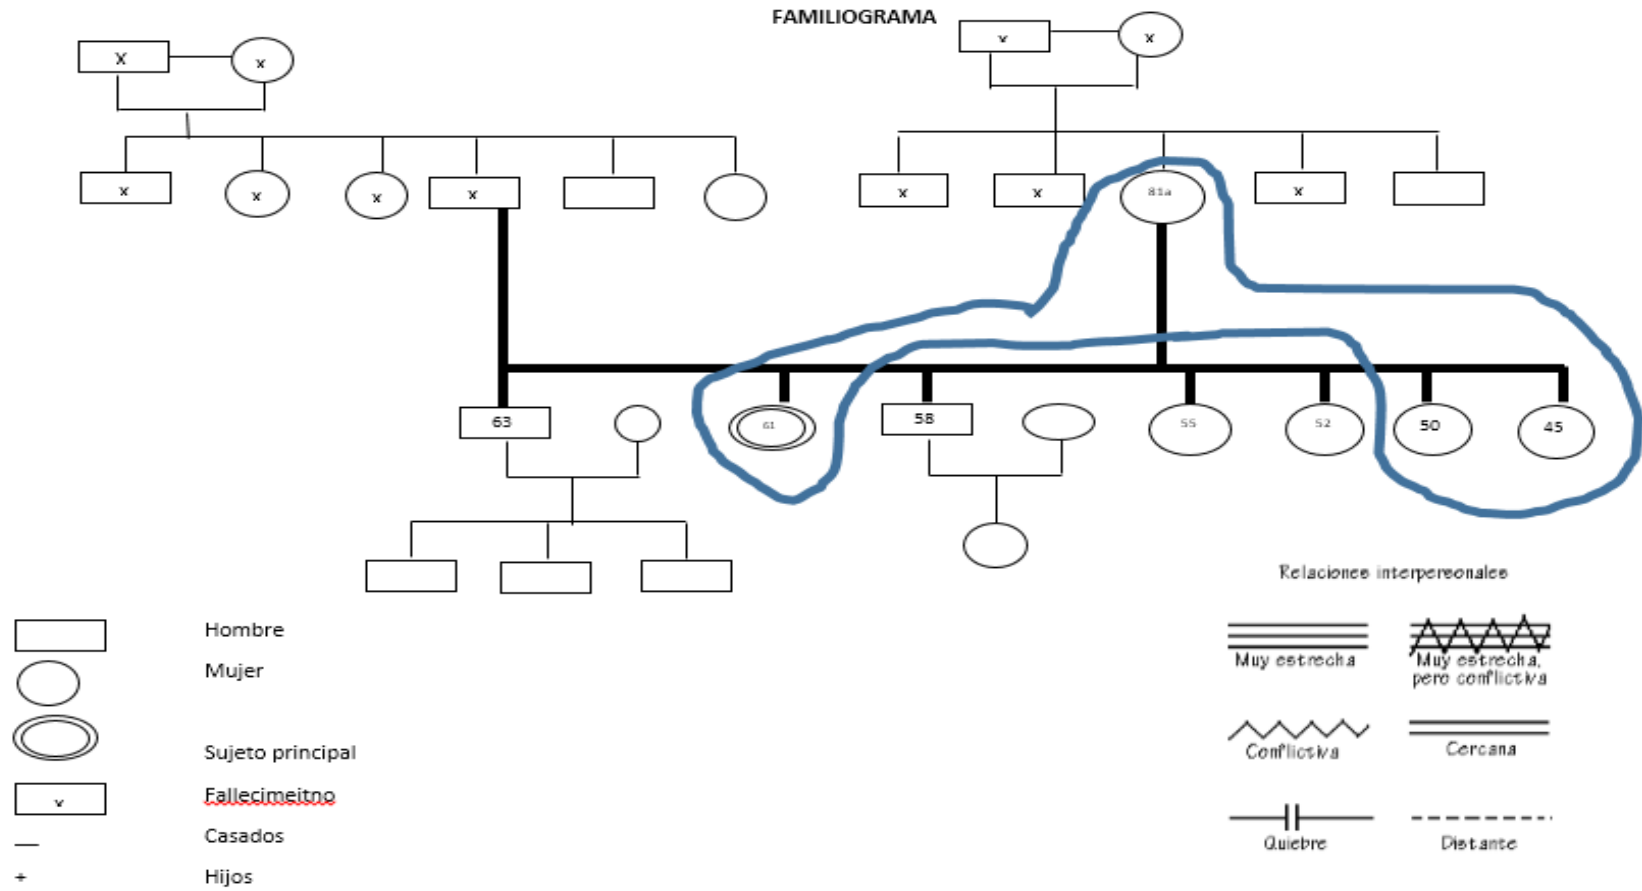 FAMILIOGRAMA
x
x
x
x
x
x
x
x
x
x
81a
x
63
61
58
55
52
50
45
Relaciones interpersonales
Muy estrecha
Muy estrecha,
pero conflictiva
Conflictiva
Cercana
Quiebre
Distante
Hombre
Mujer
Sujeto principal
x
Fallecimeitno
Casados
+ Hijos